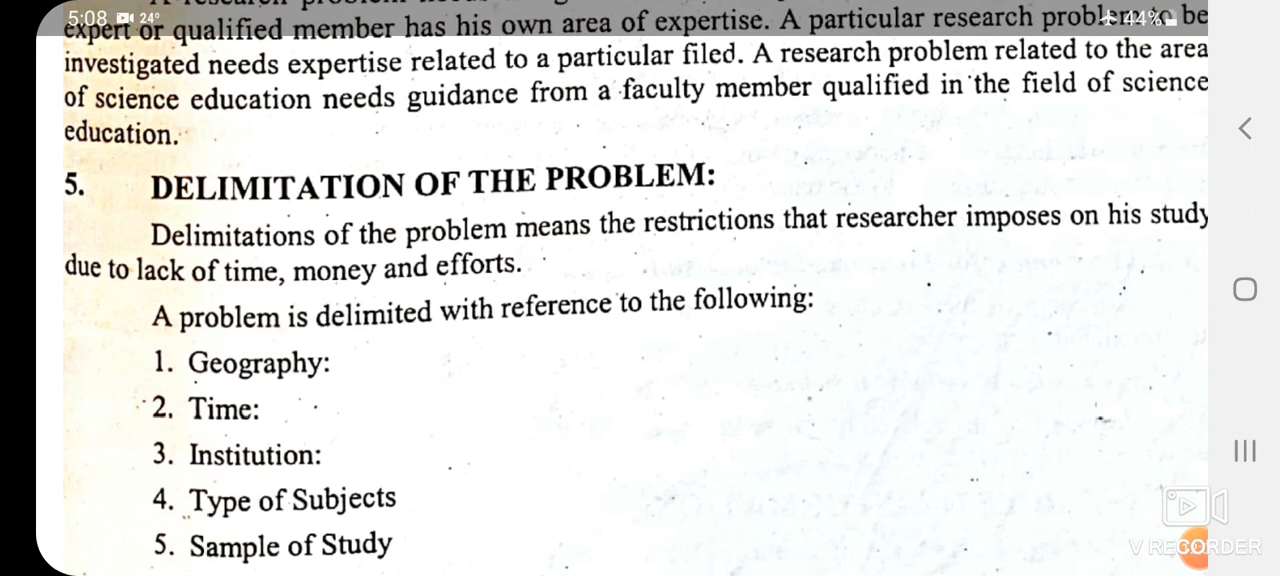 5:08 24° 44%
expert or qualified member has his own area of expertise. A particular research problem to be
investigated needs expertise related to a particular filed. A research problem related to the area
of science education needs guidance from a faculty member qualified in the field of science
education.
5. DELIMITATION OF THE PROBLEM:
Delimitations of the problem means the restrictions that researcher imposes on his study
due to lack of time, money and efforts.
A problem is delimited with reference to the following:
1. Geography:
2. Time:
3. Institution:
4. Type of Subjects
5. Sample of Study
V RECORDER